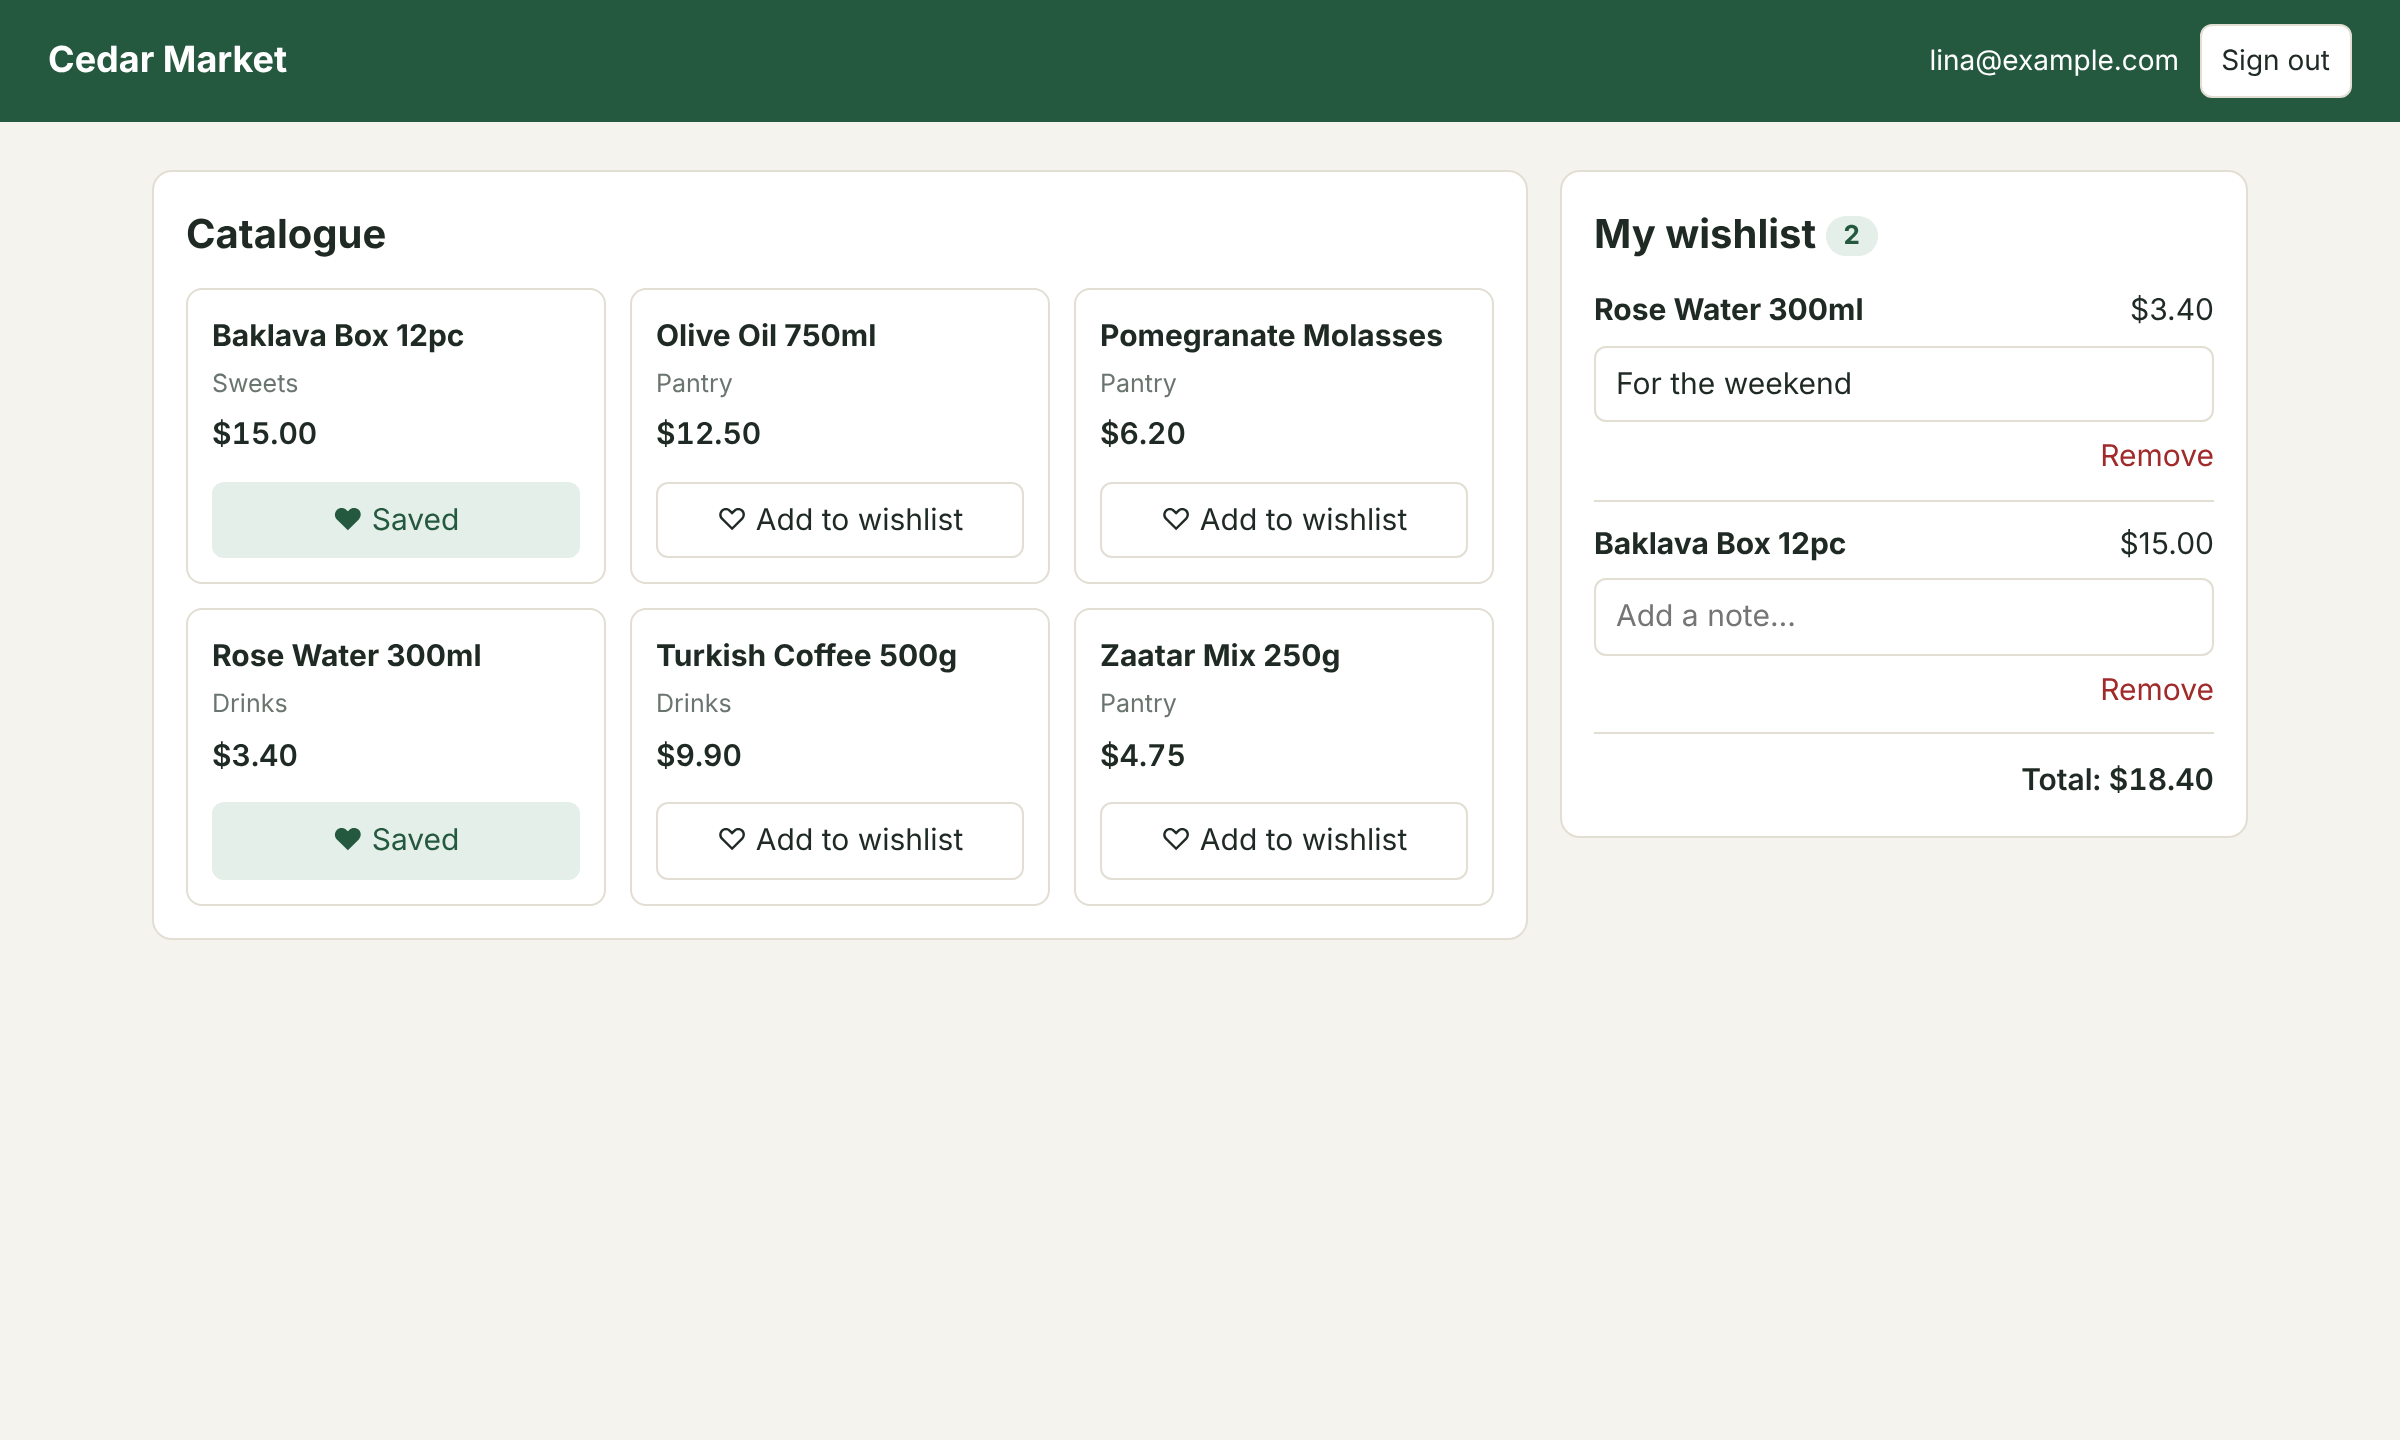 Cedar Market
lina@example.com
Sign out
Catalogue
Baklava Box 12pc
Sweets
$15.00
♥ Saved
Olive Oil 750ml
Pantry
$12.50
♡ Add to wishlist
Pomegranate Molasses
Pantry
$6.20
♡ Add to wishlist
Rose Water 300ml
Drinks
$3.40
♥ Saved
Turkish Coffee 500g
Drinks
$9.90
♡ Add to wishlist
Zaatar Mix 250g
Pantry
$4.75
♡ Add to wishlist
My wishlist 2
Rose Water 300ml $3.40
For the weekend
Remove
Baklava Box 12pc $15.00
Add a note...
Remove
Total: $18.40